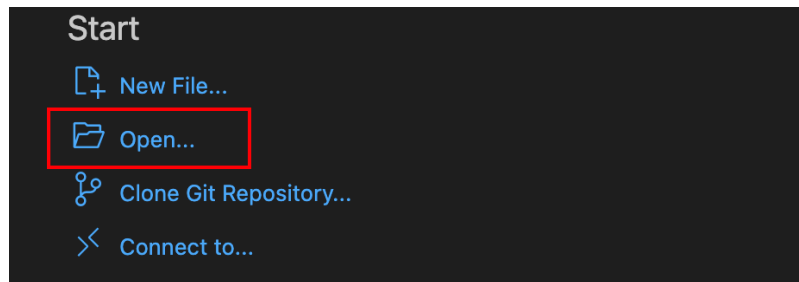 Start
New File...
Open...
Clone Git Repository...
Connect to...